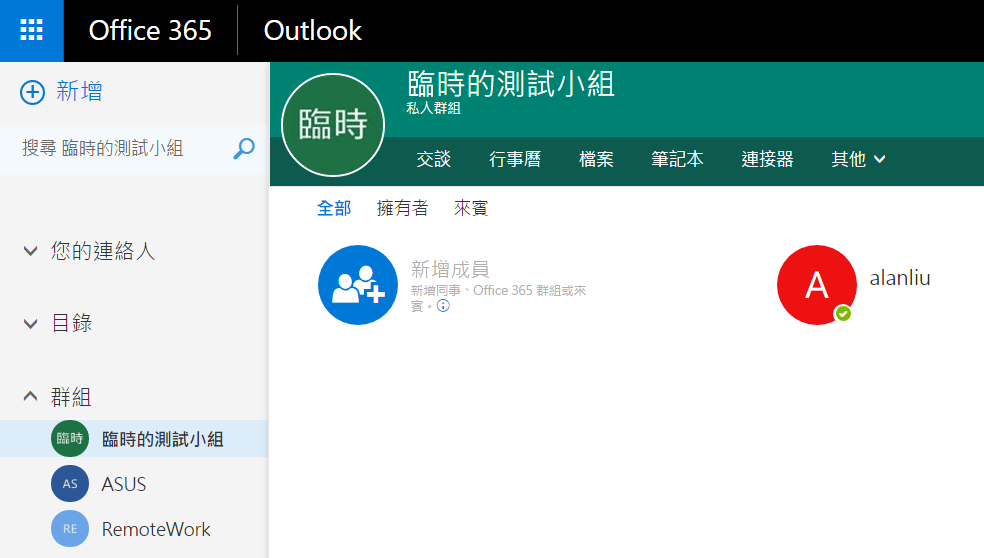 Office 365
Outlook
新增
搜尋 臨時的測試小組
您的連絡人
目錄
群組
臨時
臨時的測試小組
AS
ASUS
RE
RemoteWork
臨時
臨時的測試小組
私人群組
交談 行事曆 檔案 筆記本 連接器 其他
全部 擁有者 來賓
新增成員
新增同事、Office 365 群組或來
賓。
A
alanliu